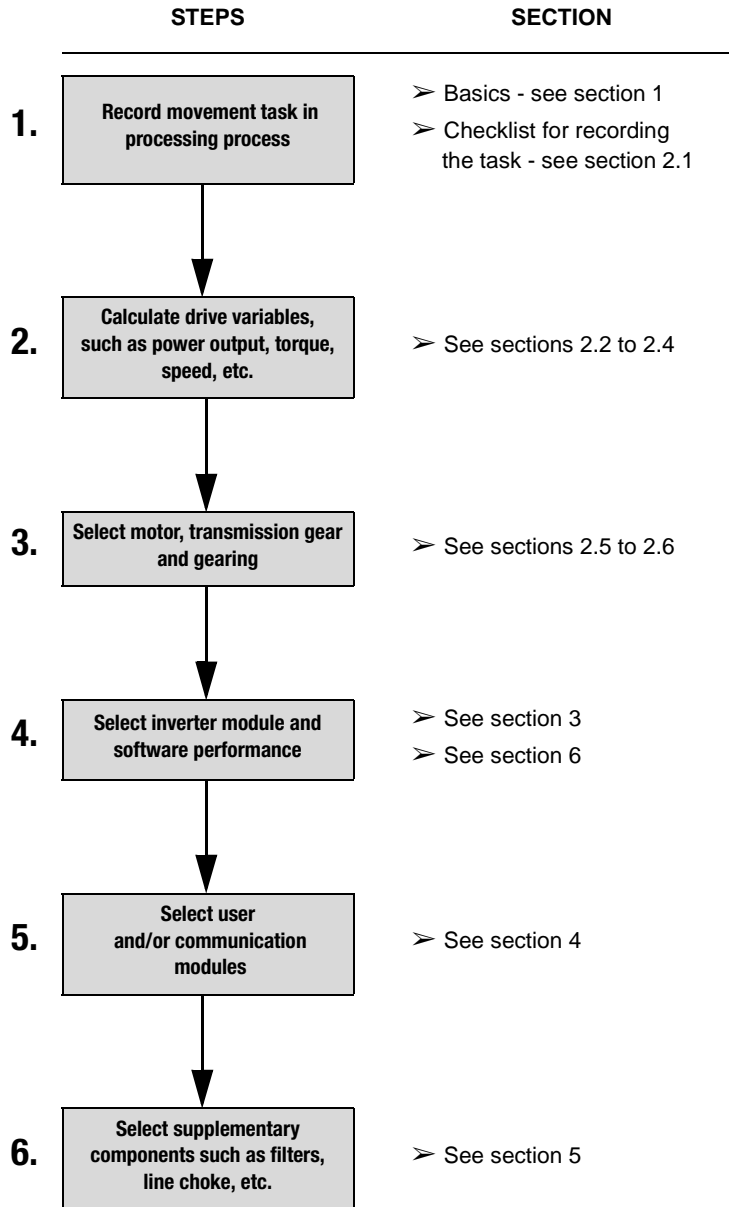 STEPS
SECTION
1.
Record movement task in
processing process
➢ Basics - see section 1
➢ Checklist for recording
the task - see section 2.1
2.
Calculate drive variables,
such as power output, torque,
speed, etc.
➢ See sections 2.2 to 2.4
3.
Select motor, transmission gear
and gearing
➢ See sections 2.5 to 2.6
4.
Select inverter module and
software performance
➢ See section 3
➢ See section 6
5.
Select user
and/or communication
modules
➢ See section 4
6.
Select supplementary
components such as filters,
line choke, etc.
➢ See section 5